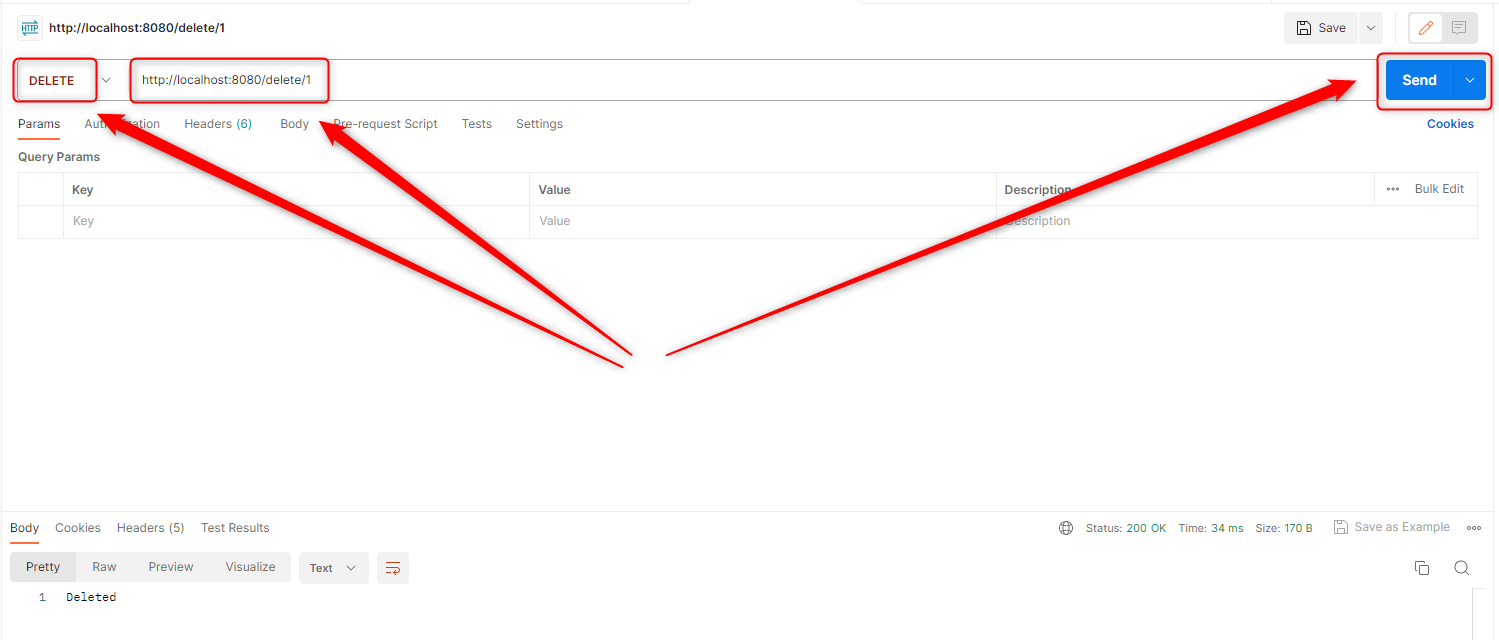 HTTP http://localhost:8080/delete/1 Save
DELETE http://localhost:8080/delete/1 Send
Params Authorization Headers (6) Body Pre-request Script Tests Settings Cookies
Query Params
Key Value Description Bulk Edit
Key Value Description
Body Cookies Headers (5) Test Results Status: 200 OK Time: 34 ms Size: 170 B Save as Example
Pretty Raw Preview Visualize Text
1 Deleted